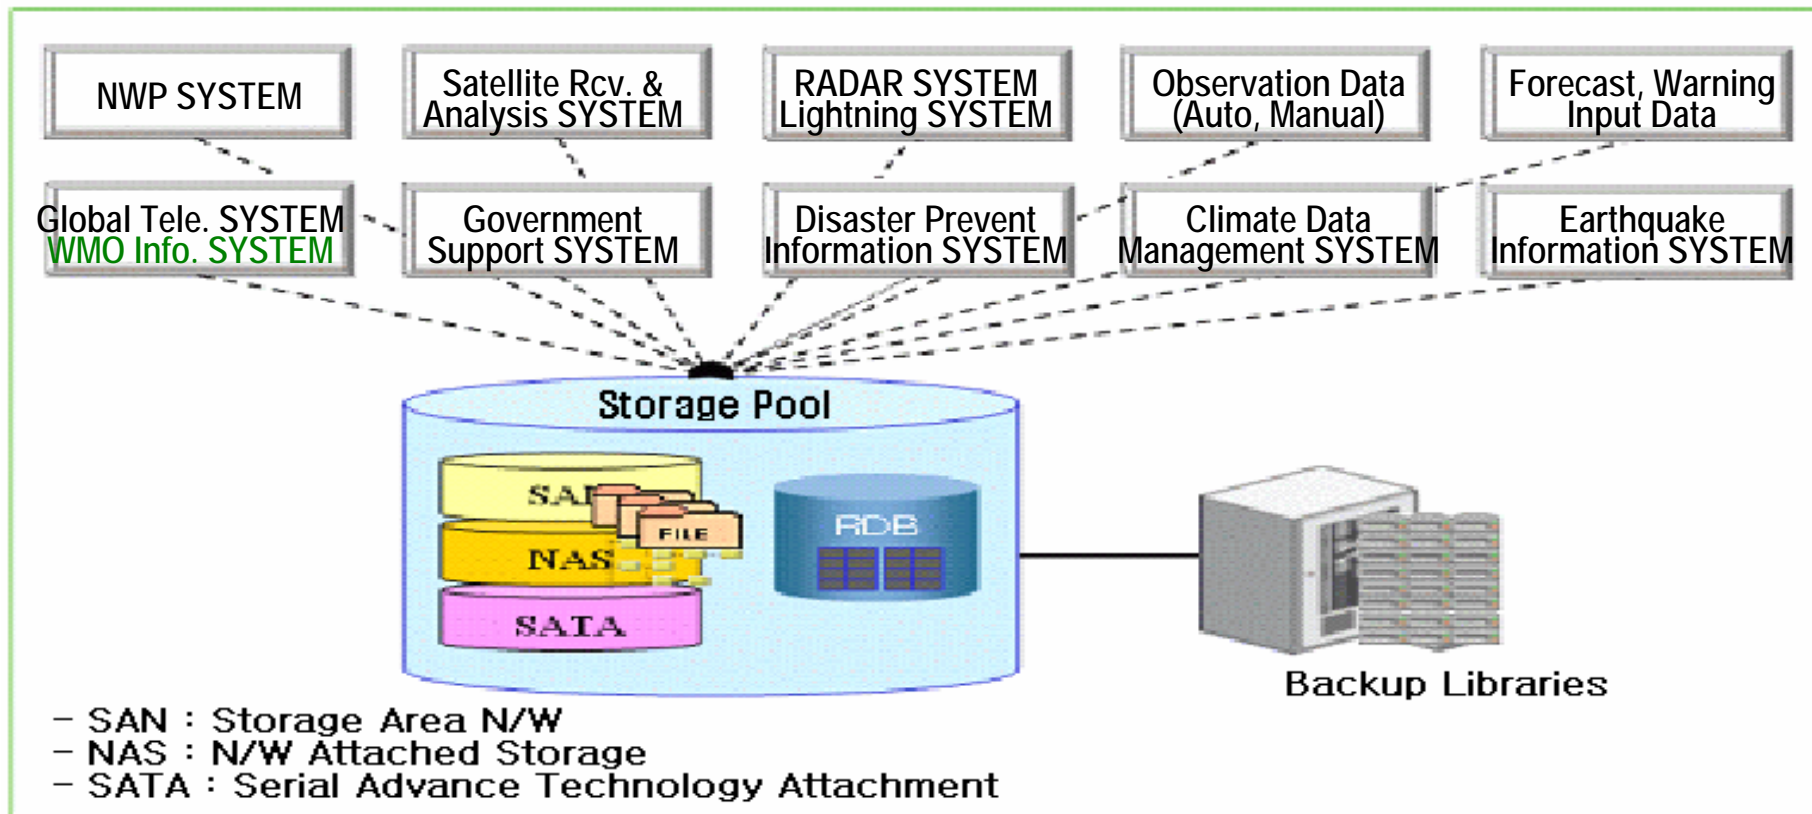 NWP SYSTEM
Satellite Rcv. &
Analysis SYSTEM
RADAR SYSTEM
Lightning SYSTEM
Observation Data
(Auto, Manual)
Forecast, Warning
Input Data
Global Tele. SYSTEM
WMO Info. SYSTEM
Government
Support SYSTEM
Disaster Prevent
Information SYSTEM
Climate Data
Management SYSTEM
Earthquake
Information SYSTEM
Storage Pool
FILE
NAS
SATA
RDB
Backup Libraries
- SAN : Storage Area N/W
- NAS : N/W Attached Storage
- SATA : Serial Advance Technology Attachment